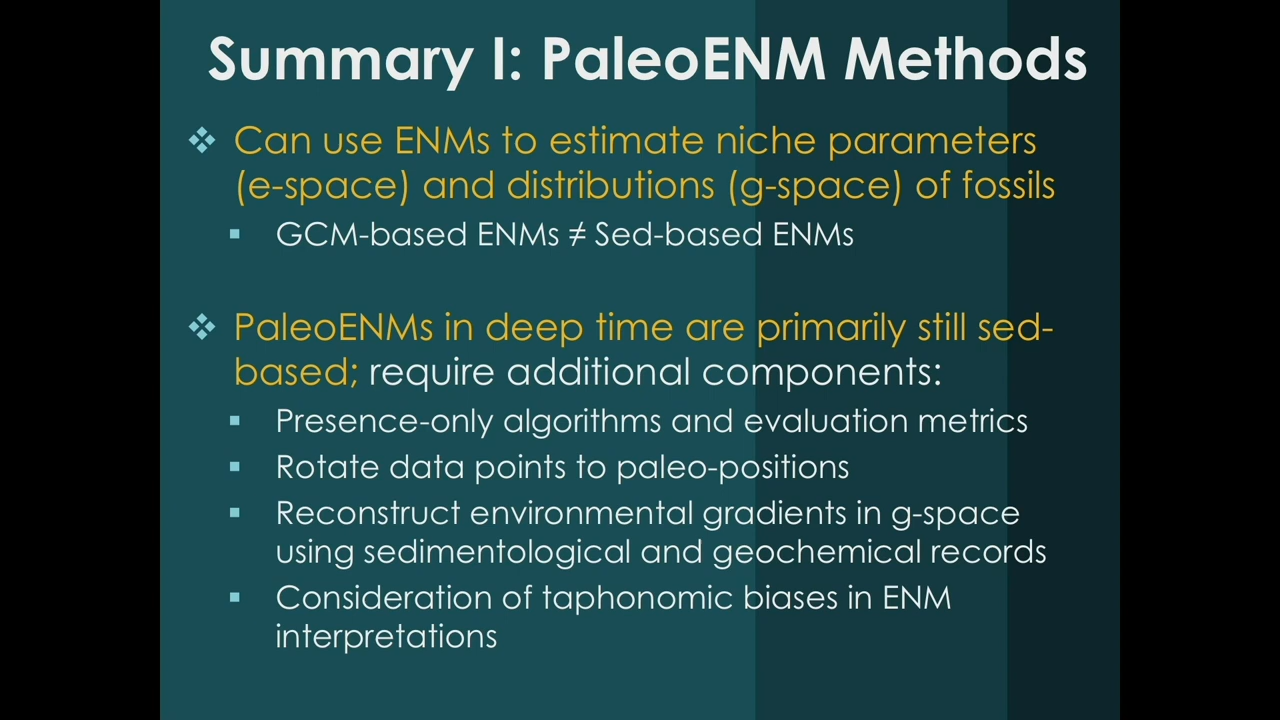 Summary I: PaleoENM Methods
❖ Can use ENMs to estimate niche parameters
(e-space) and distributions (g-space) of fossils
▪ GCM-based ENMs ≠ Sed-based ENMs
❖ PaleoENMs in deep time are primarily still sed-
based; require additional components:
▪ Presence-only algorithms and evaluation metrics
▪ Rotate data points to paleo-positions
▪ Reconstruct environmental gradients in g-space
using sedimentological and geochemical records
▪ Consideration of taphonomic biases in ENM
interpretations